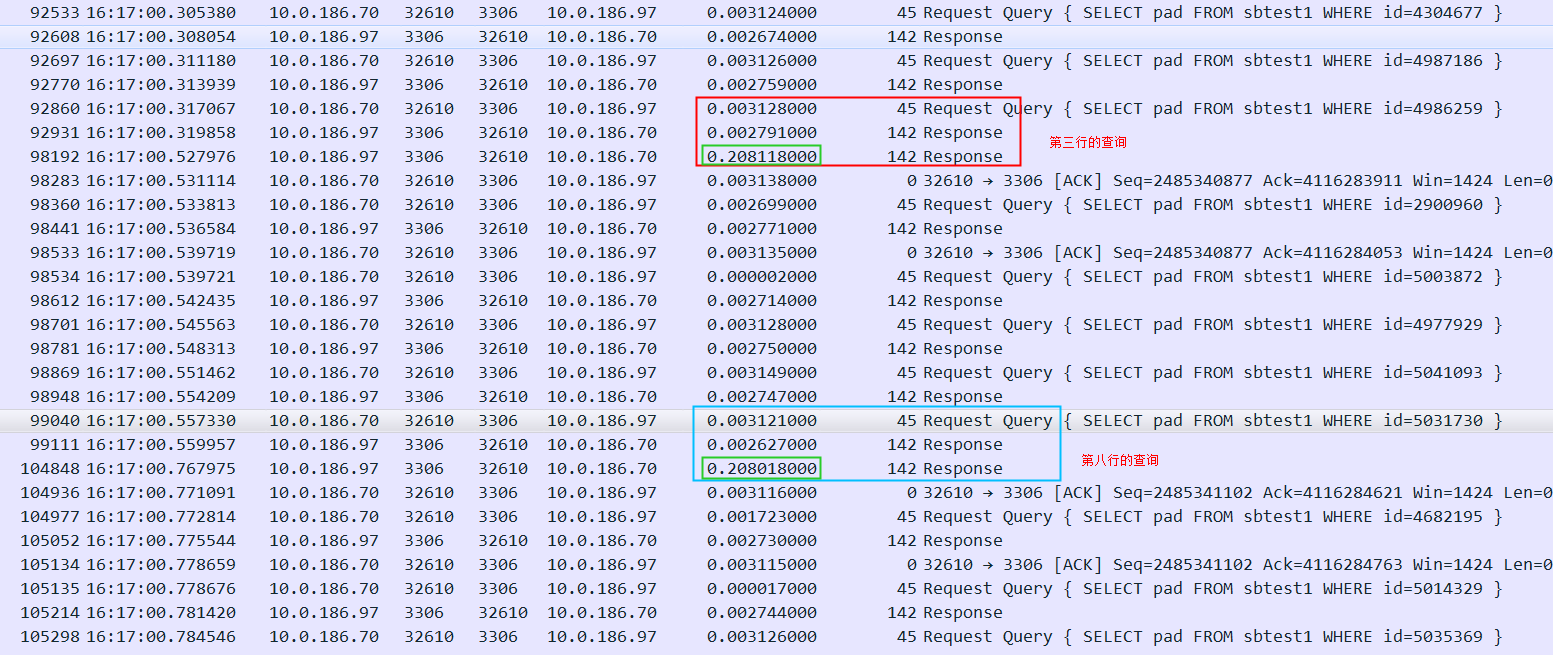 92533 16:17:00.305380 10.0.186.70 32610 3306 10.0.186.97 0.003124000 45 Request Query { SELECT pad FROM sbtest1 WHERE id=4304677 }
92608 16:17:00.308054 10.0.186.97 3306 32610 10.0.186.70 0.002674000 142 Response
92697 16:17:00.311180 10.0.186.70 32610 3306 10.0.186.97 0.003126000 45 Request Query { SELECT pad FROM sbtest1 WHERE id=4987186 }
92770 16:17:00.313939 10.0.186.97 3306 32610 10.0.186.70 0.002759000 142 Response
92860 16:17:00.317067 10.0.186.70 32610 3306 10.0.186.97 0.003128000 45 Request Query { SELECT pad FROM sbtest1 WHERE id=4986259 }
92931 16:17:00.319858 10.0.186.97 3306 32610 10.0.186.70 0.002791000 142 Response
第三行的查询
98192 16:17:00.527976 10.0.186.97 3306 32610 10.0.186.70 0.208118000 142 Response
98283 16:17:00.531114 10.0.186.70 32610 3306 10.0.186.97 0.003138000 0 32610 → 3306 [ACK] Seq=2485340877 Ack=4116283911 Win=1424 Len=0
98360 16:17:00.533813 10.0.186.70 32610 3306 10.0.186.97 0.002699000 45 Request Query { SELECT pad FROM sbtest1 WHERE id=2900960 }
98441 16:17:00.536584 10.0.186.97 3306 32610 10.0.186.70 0.002771000 142 Response
98533 16:17:00.539719 10.0.186.70 32610 3306 10.0.186.97 0.003135000 0 32610 → 3306 [ACK] Seq=2485340877 Ack=4116284053 Win=1424 Len=0
98534 16:17:00.539721 10.0.186.70 32610 3306 10.0.186.97 0.000002000 45 Request Query { SELECT pad FROM sbtest1 WHERE id=5003872 }
98612 16:17:00.542435 10.0.186.97 3306 32610 10.0.186.70 0.002714000 142 Response
98701 16:17:00.545563 10.0.186.70 32610 3306 10.0.186.97 0.003128000 45 Request Query { SELECT pad FROM sbtest1 WHERE id=4977929 }
98781 16:17:00.548313 10.0.186.97 3306 32610 10.0.186.70 0.002750000 142 Response
98869 16:17:00.551462 10.0.186.70 32610 3306 10.0.186.97 0.003149000 45 Request Query { SELECT pad FROM sbtest1 WHERE id=5041093 }
98948 16:17:00.554209 10.0.186.97 3306 32610 10.0.186.70 0.002747000 142 Response
99040 16:17:00.557330 10.0.186.70 32610 3306 10.0.186.97 0.003121000 45 Request Query { SELECT pad FROM sbtest1 WHERE id=5031730 }
99111 16:17:00.559957 10.0.186.97 3306 32610 10.0.186.70 0.002627000 142 Response
第八行的查询
104848 16:17:00.767975 10.0.186.97 3306 32610 10.0.186.70 0.208018000 142 Response
104936 16:17:00.771091 10.0.186.70 32610 3306 10.0.186.97 0.003116000 0 32610 → 3306 [ACK] Seq=2485341102 Ack=4116284621 Win=1424 Len=0
104977 16:17:00.772814 10.0.186.70 32610 3306 10.0.186.97 0.001723000 45 Request Query { SELECT pad FROM sbtest1 WHERE id=4682195 }
105052 16:17:00.775544 10.0.186.97 3306 32610 10.0.186.70 0.002730000 142 Response
105134 16:17:00.778659 10.0.186.70 32610 3306 10.0.186.97 0.003115000 0 32610 → 3306 [ACK] Seq=2485341102 Ack=4116284763 Win=1424 Len=0
105135 16:17:00.778676 10.0.186.70 32610 3306 10.0.186.97 0.000017000 45 Request Query { SELECT pad FROM sbtest1 WHERE id=5014329 }
105214 16:17:00.781420 10.0.186.97 3306 32610 10.0.186.70 0.002744000 142 Response
105298 16:17:00.784546 10.0.186.70 32610 3306 10.0.186.97 0.003126000 45 Request Query { SELECT pad FROM sbtest1 WHERE id=5035369 }